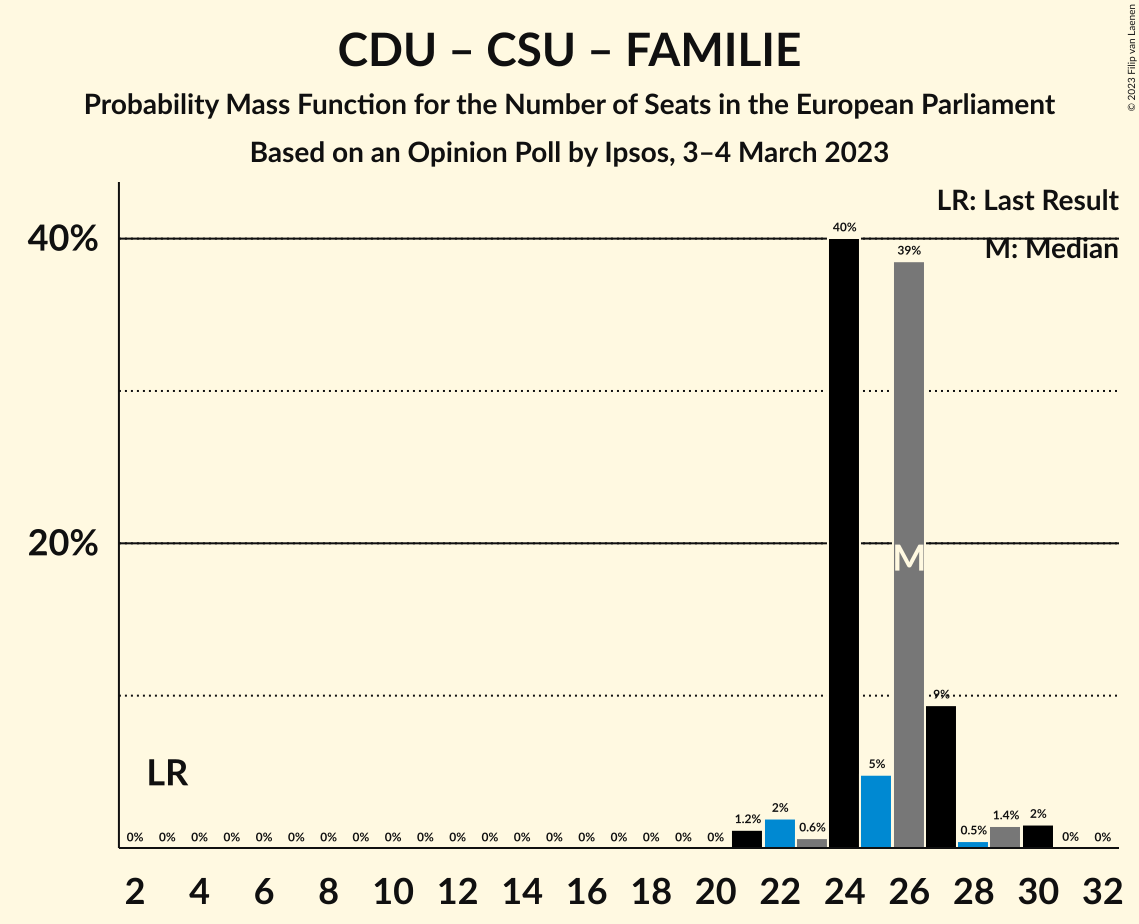 CDU – CSU – FAMILIE
Probability Mass Function for the Number of Seats in the European Parliament
Based on an Opinion Poll by Ipsos, 3–4 March 2023
© 2023 Filip van Laenen
LR: Last Result
M: Median
40%
20%
LR
M
0% 0% 0% 0% 0% 0% 0% 0% 0% 0% 0% 0% 0% 0% 0% 0% 0% 0% 0% 1.2% 2% 0.6% 40% 5% 39% 9% 0.5% 1.4% 2% 0% 0%
2 4 6 8 10 12 14 16 18 20 22 24 26 28 30 32